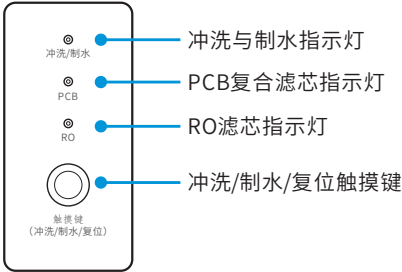 冲洗/制水
冲洗与制水指示灯
PCB
PCB复合滤芯指示灯
RO
RO滤芯指示灯
冲洗/制水/复位触摸键
触摸键
（冲洗/制水/复位）